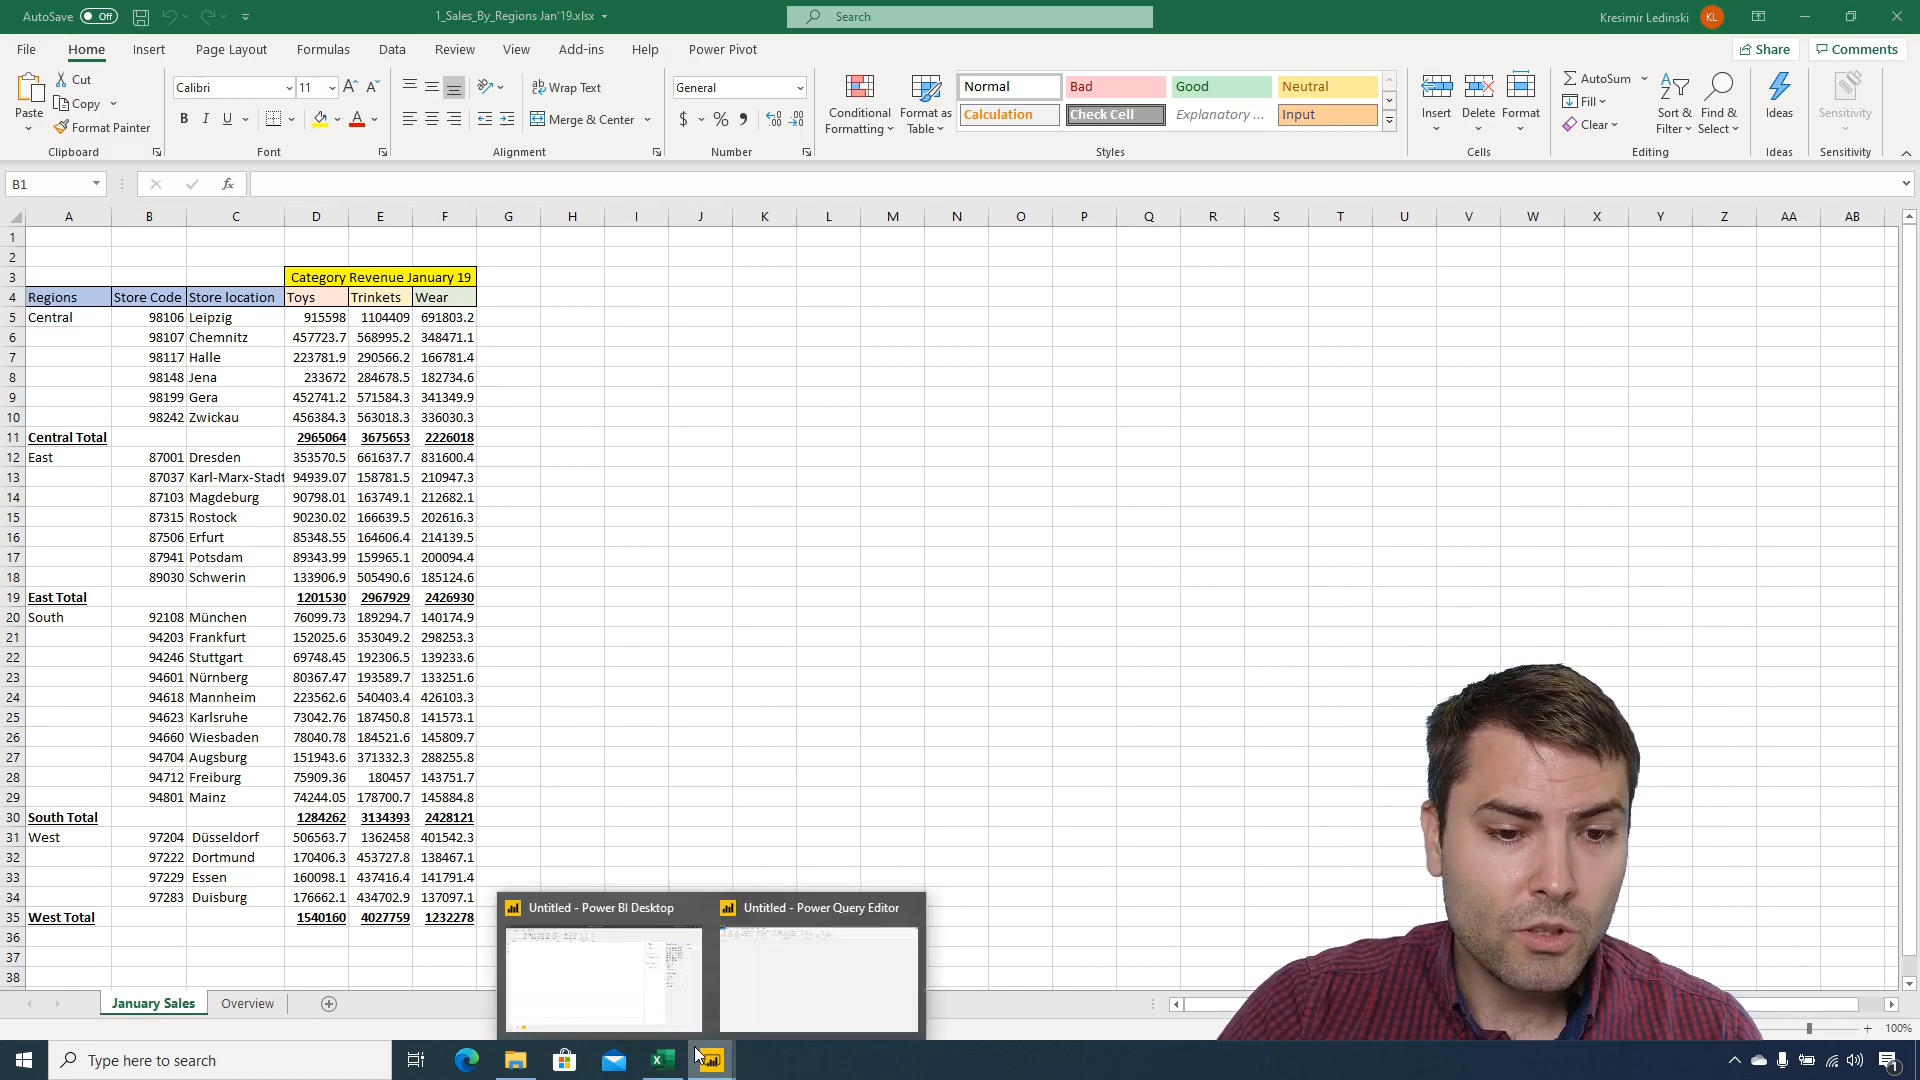 AutoSave Off 1_Sales_By_Regions Jan'19.xlsx Search Kresimir Ledinski KL
File Home Insert Page Layout Formulas Data Review View Add-ins Help Power Pivot Share Comments
Paste Cut Copy Format Painter Clipboard
Calibri 11 B I U A Font
Wrap Text Merge & Center Alignment
General $ % Number
Conditional Formatting Format as Table
Normal Bad Good Neutral
Calculation Check Cell Explanatory ... Input
Styles
Insert Delete Format Cells
AutoSum Fill Clear Sort & Filter Find & Select Editing
Ideas Ideas
Sensitivity Sensitivity
B1 fx
A B C D E F G H I J K L M N O P Q R S T U V W X Y Z AA AB
1
2
3 Category Revenue January 19
4 Regions Store Code Store location Toys Trinkets Wear
5 Central 98106 Leipzig 915598 1104409 691803.2
6 98107 Chemnitz 457723.7 568995.2 348471.1
7 98117 Halle 223781.9 290566.2 166781.4
8 98148 Jena 233672 284678.5 182734.6
9 98199 Gera 452741.2 571584.3 341349.9
10 98242 Zwickau 456384.3 563018.3 336030.3
11 Central Total 2965064 3675653 2226018
12 East 87001 Dresden 353570.5 661637.7 831600.4
13 87037 Karl-Marx-Stadt 94939.07 158781.5 210947.3
14 87103 Magdeburg 90798.01 163749.1 212682.1
15 87315 Rostock 90230.02 166639.5 202616.3
16 87506 Erfurt 85348.55 164606.4 214139.5
17 87941 Potsdam 89343.99 159965.1 200094.4
18 89030 Schwerin 133906.9 505490.6 185124.6
19 East Total 1201530 2967929 2426930
20 South 92108 München 76099.73 189294.7 140174.9
21 94203 Frankfurt 152025.6 353049.2 298253.3
22 94246 Stuttgart 69748.45 192306.5 139233.6
23 94601 Nürnberg 80367.47 193589.7 133251.6
24 94618 Mannheim 223562.6 540403.4 426103.3
25 94623 Karlsruhe 73042.76 187450.8 141573.1
26 94660 Wiesbaden 78040.78 184521.6 145809.7
27 94704 Augsburg 151943.6 371332.3 288255.8
28 94712 Freiburg 75909.36 180457 143751.7
29 94801 Mainz 74244.05 178700.7 145884.8
30 South Total 1284262 3134393 2428121
31 West 97204 Düsseldorf 506563.7 1362458 401542.3
32 97222 Dortmund 170406.3 453727.8 138467.1
33 97229 Essen 160098.1 437416.4 141791.4
34 97283 Duisburg 176662.1 434702.9 137097.1
35 West Total 1540160 4027759 1232278
36
37
38
Untitled - Power BI Desktop Untitled - Power Query Editor
January Sales Overview
100%
Type here to search
1